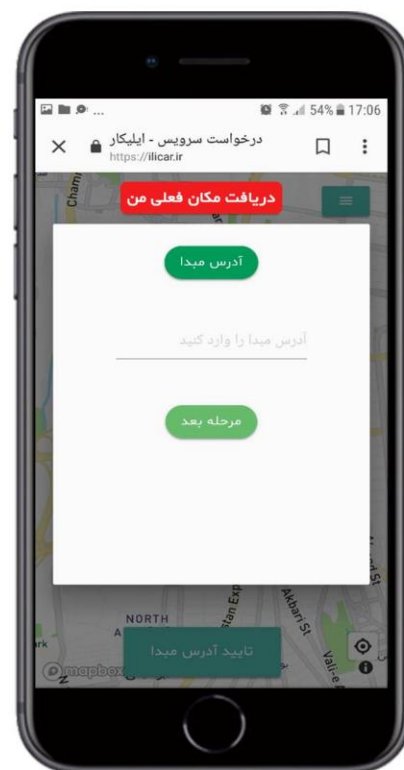 ... 54% 17:06
درخواست سرویس - ایلیکار
https://ilicar.ir
دریافت مکان فعلی من
آدرس مبدا
آدرس مبدا را وارد کنید
مرحله بعد
NORTH
Akbari St
Vali-e
تایید آدرس مبدا
mapbox